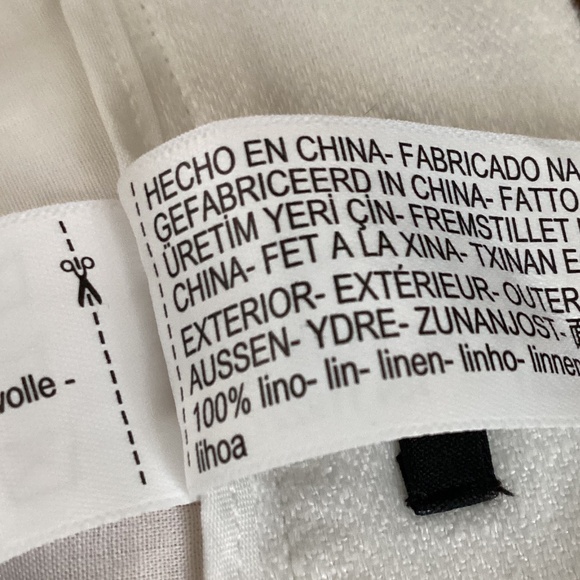 HECHO EN CHINA- FABRICADO NA
GEFABRICEERD IN CHINA- FATTO
ÜRETİM YERİ ÇİN- FREMSTILLET
CHINA- FET A LA XINA- TXINAN E
EXTERIOR- EXTÉRIEUR- OUTER
AUSSEN- YDRE- ZUNANJOST-
100% lino- lin- linen- linho- linnen
lihoa
wolle -